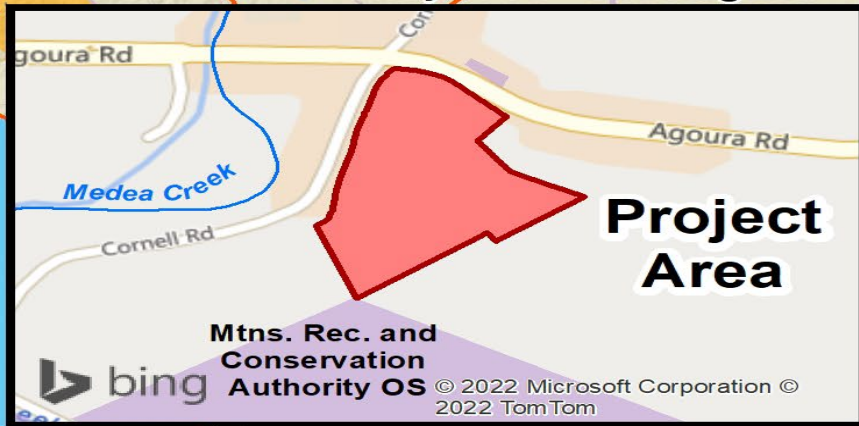 Cor
goura Rd
Agoura Rd
Medea Creek
Cornell Rd
Project
Area
Mtns. Rec. and
Conservation
Authority OS
bing
© 2022 Microsoft Corporation ©
2022 TomTom